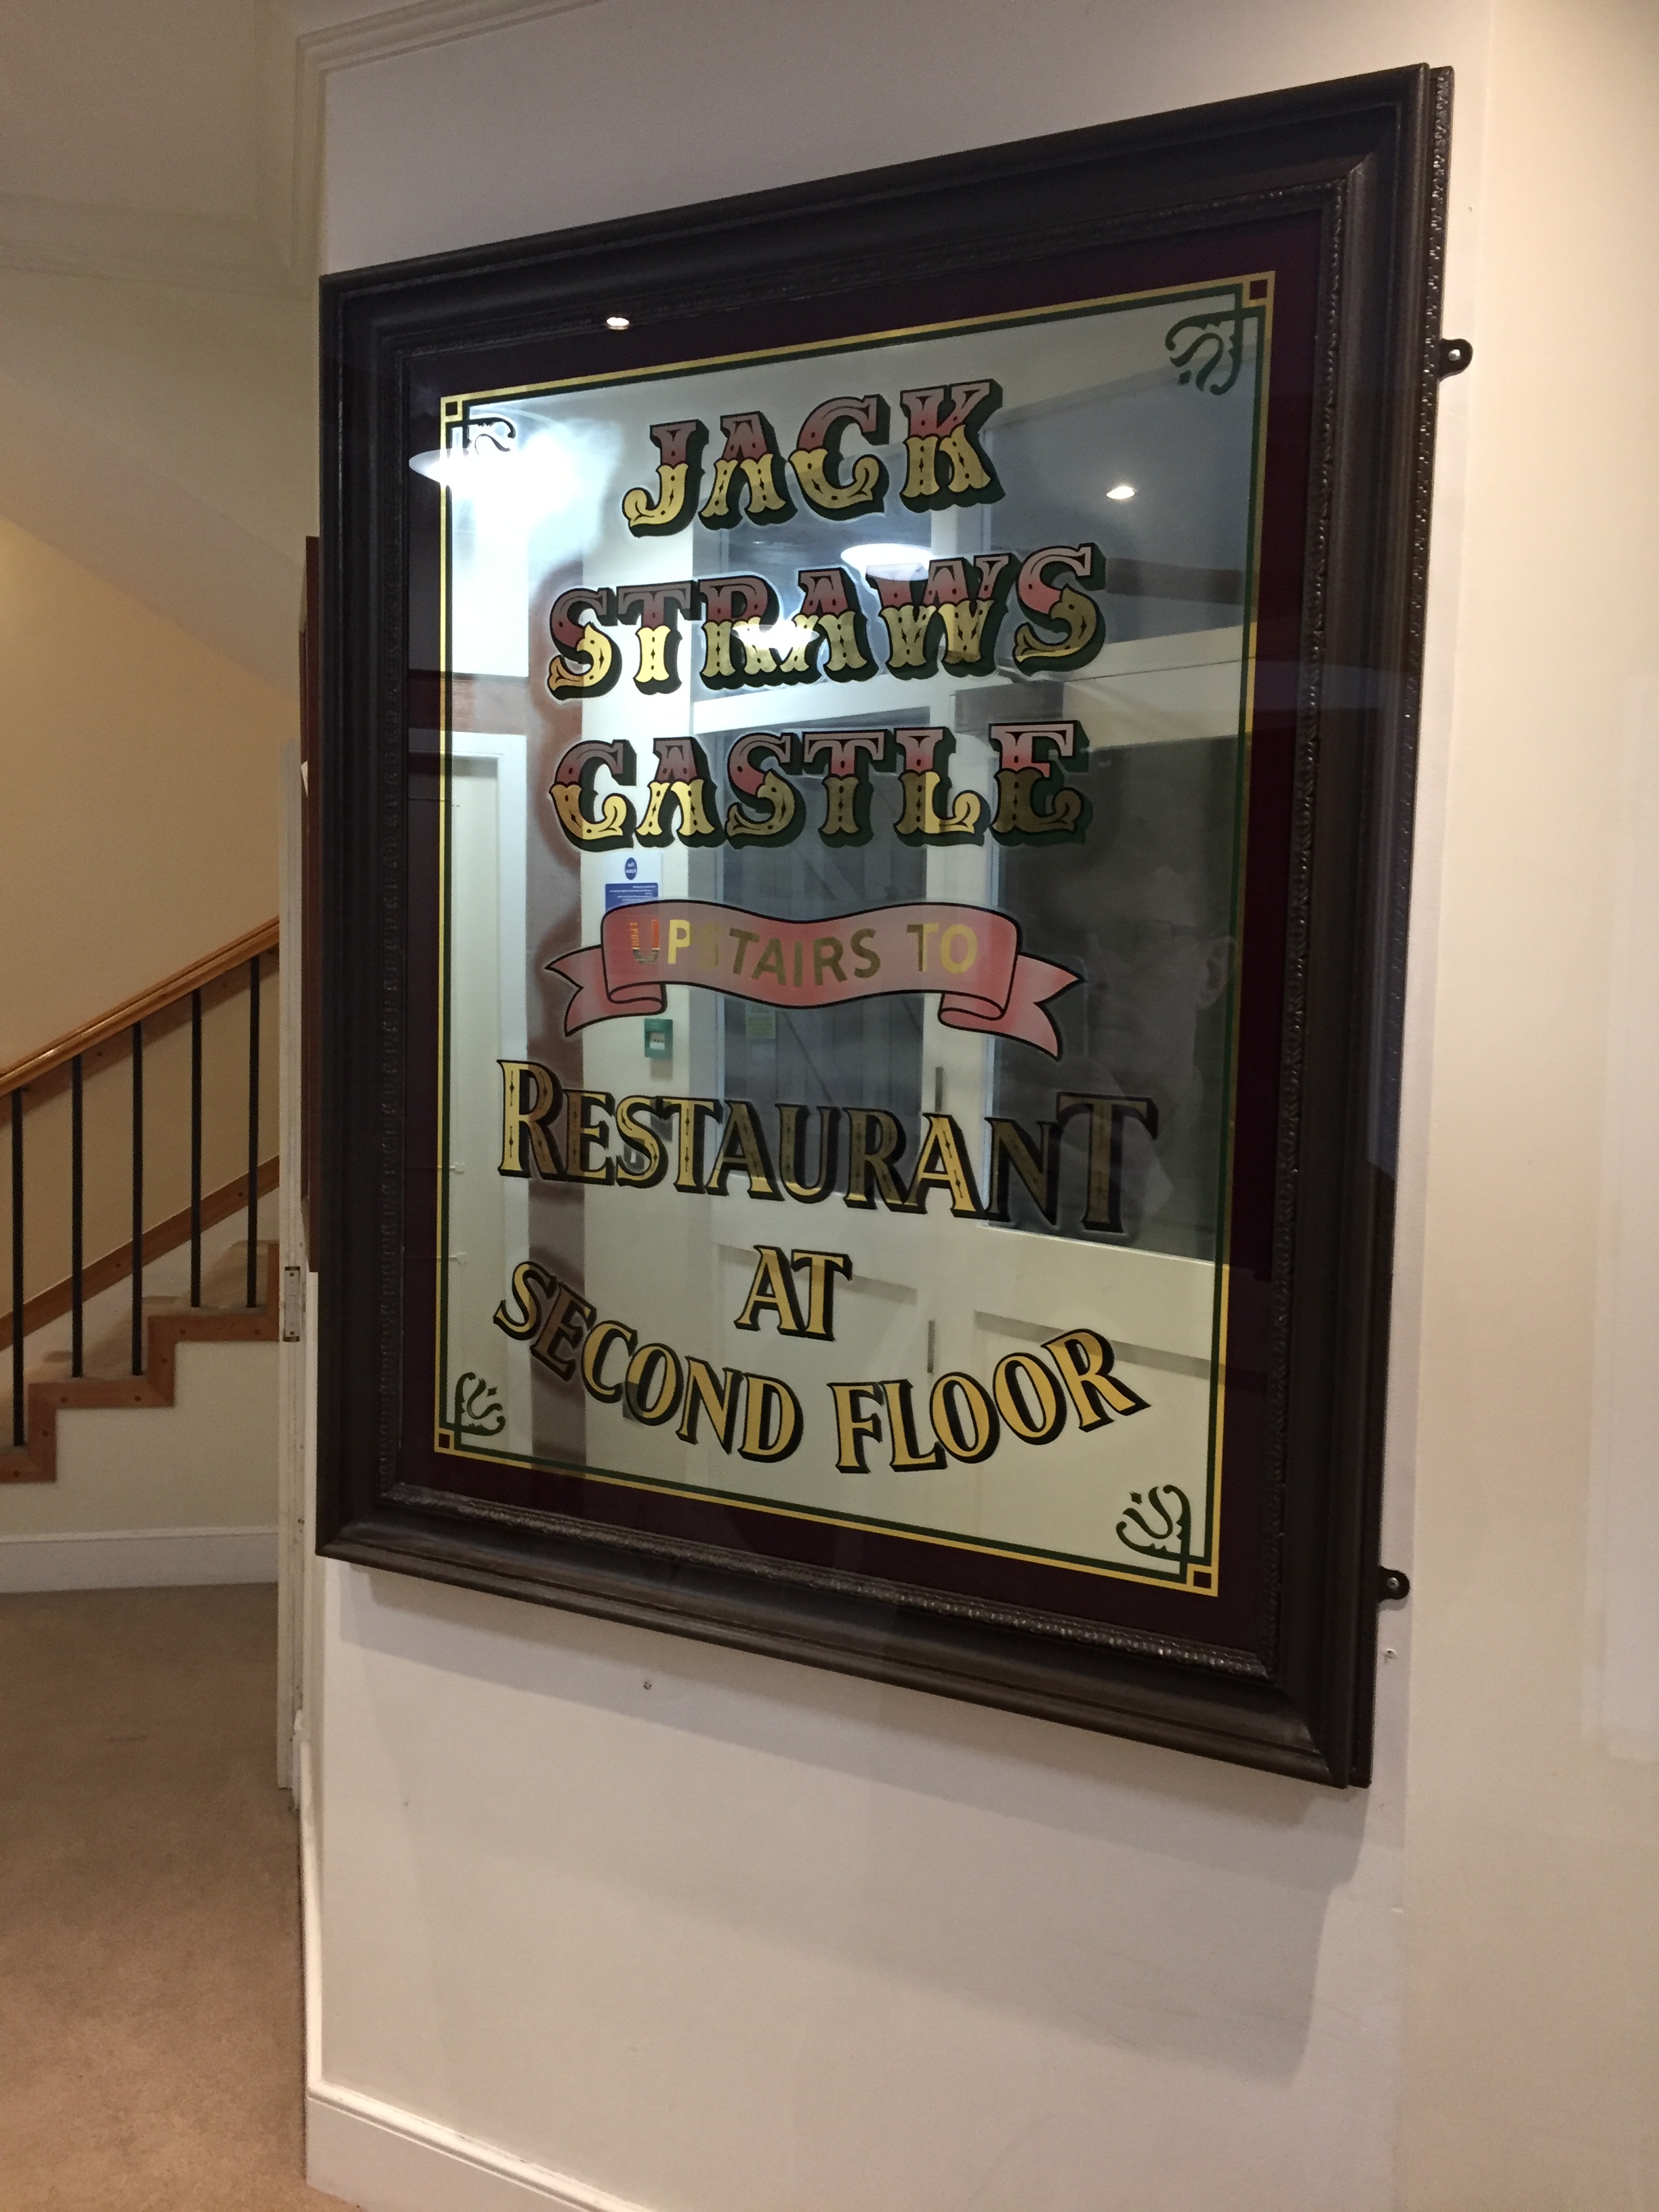 JACK
STRAWS
CASTLE
UPSTAIRS TO
RESTAURANT
AT
SECOND FLOOR